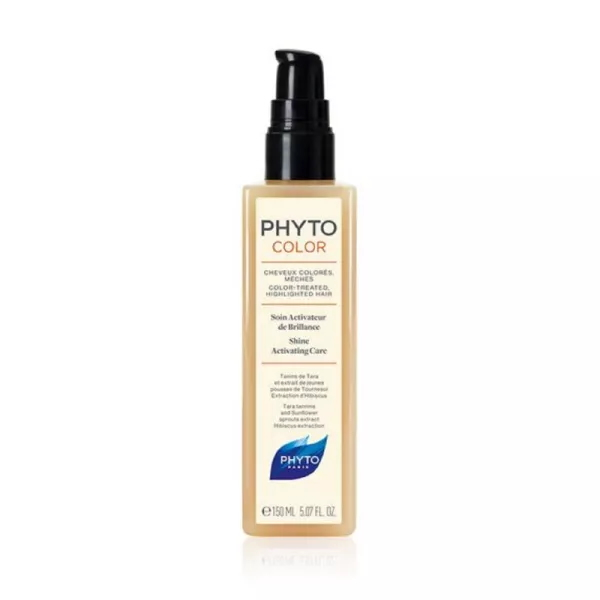 PHYTO
COLOR
CHEVEUX COLORÉS,
MÈCHES
COLOR-TREATED,
HIGHLIGHTED HAIR
Soin Activateur
de Brillance
Shine
Activating Care
Tanins de Tara
et extrait de jeunes
pousses de Tournesol
Extraction d'Hibiscus
Tara tannins
and Sunflower
sprouts extract
Hibiscus extraction
PHYTO
PARIS
℮ 150 ML 5.07 FL. OZ.